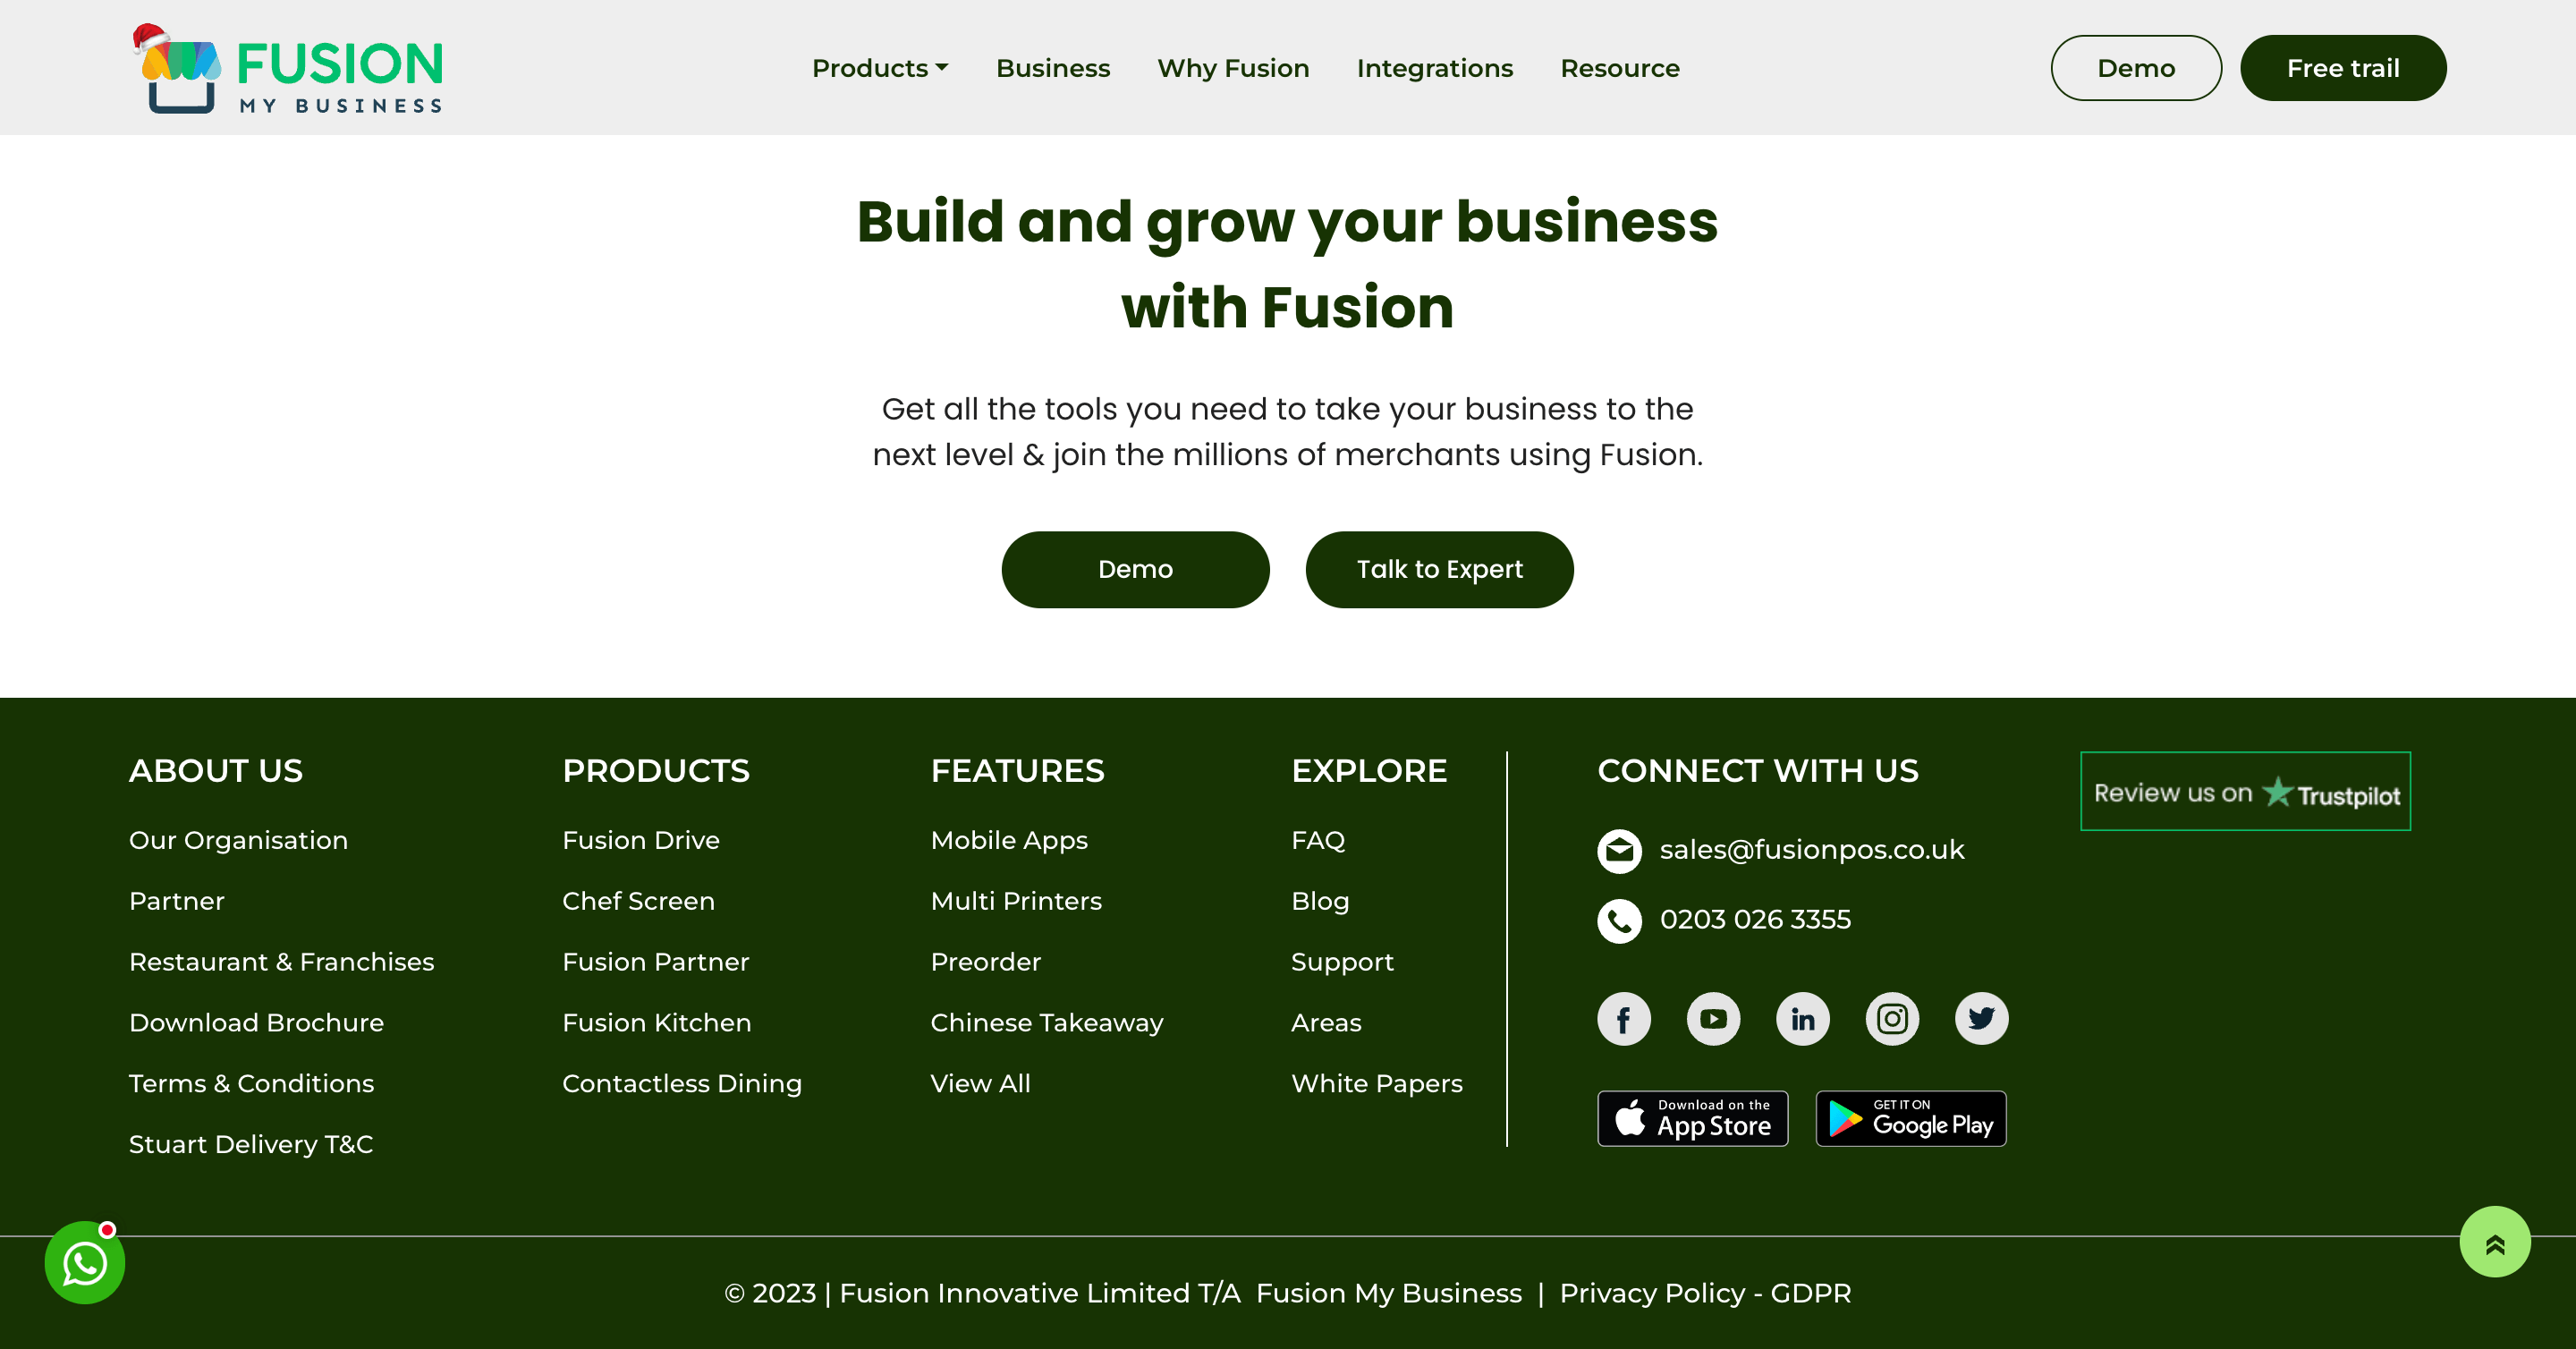 FUSION
MY BUSINESS
Products
Business
Why Fusion
Integrations
Resource
Demo
Free trail
Build and grow your business
with Fusion
Get all the tools you need to take your business to the
next level & join the millions of merchants using Fusion.
Demo
Talk to Expert
ABOUT US
Our Organisation
Partner
Restaurant & Franchises
Download Brochure
Terms & Conditions
Stuart Delivery T&C
PRODUCTS
Fusion Drive
Chef Screen
Fusion Partner
Fusion Kitchen
Contactless Dining
FEATURES
Mobile Apps
Multi Printers
Preorder
Chinese Takeaway
View All
EXPLORE
FAQ
Blog
Support
Areas
White Papers
CONNECT WITH US
sales@fusionpos.co.uk
0203 026 3355
Download on the
App Store
GET IT ON
Google Play
Review us on Trustpilot
© 2023 | Fusion Innovative Limited T/A Fusion My Business | Privacy Policy - GDPR